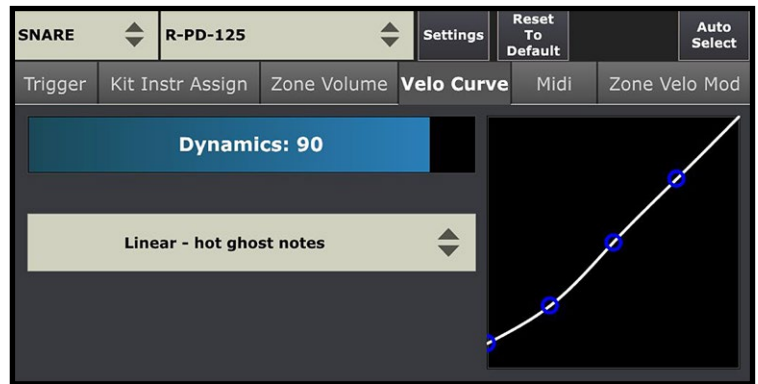 SNARE R-PD-125 Settings Reset To Default Auto Select
Trigger Kit Instr Assign Zone Volume Velo Curve Midi Zone Velo Mod
Dynamics: 90
Linear - hot ghost notes